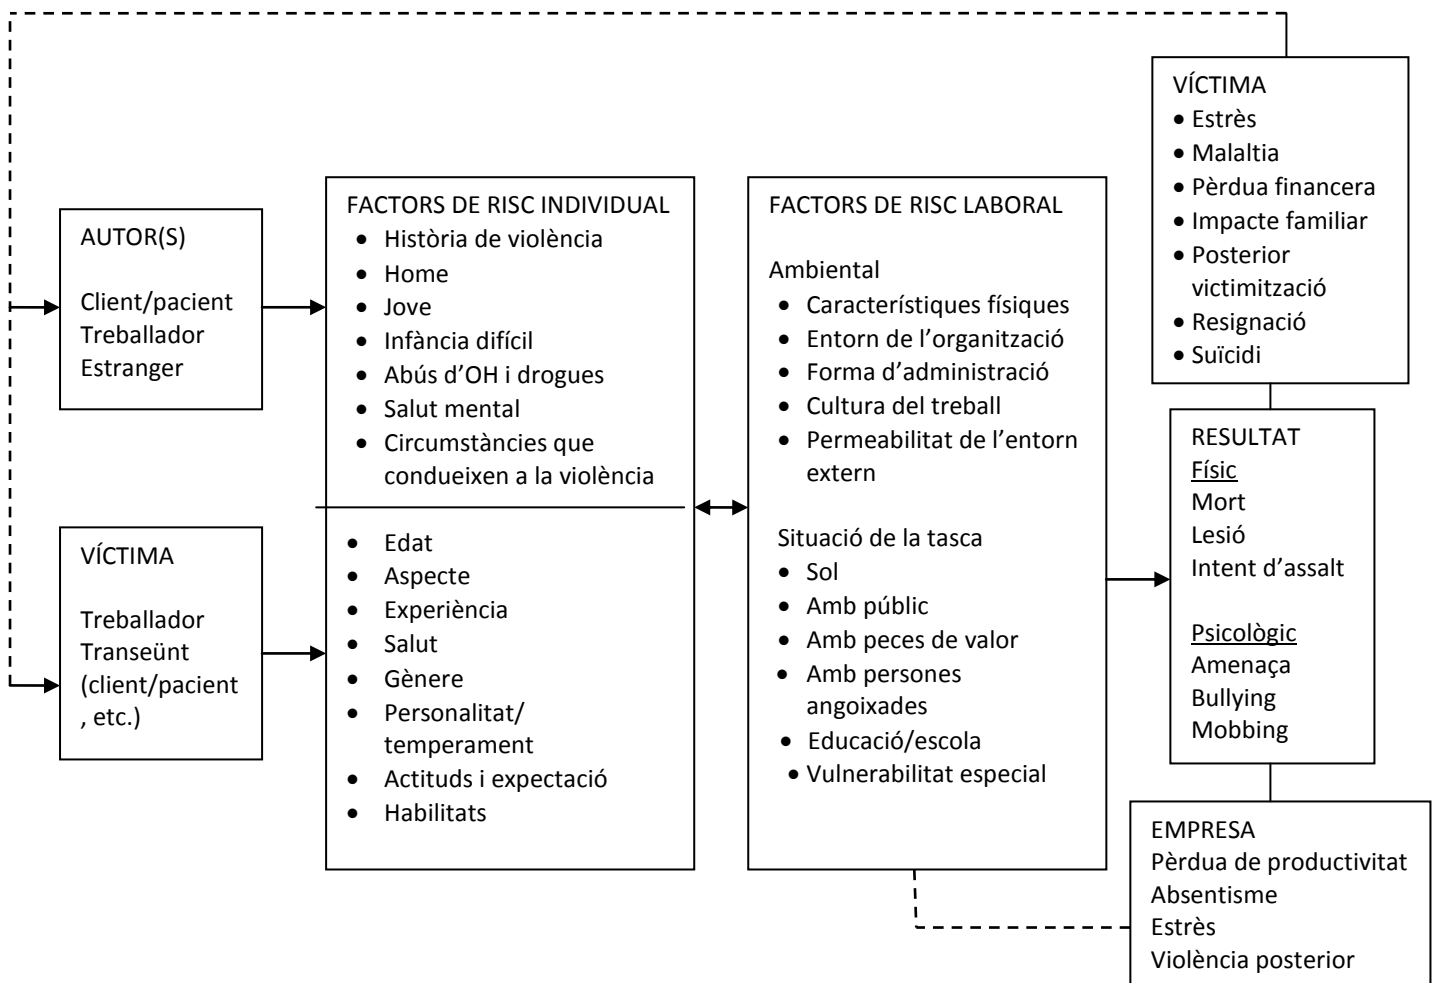 AUTOR(S)
Client/pacient
Treballador
Estranger
VÍCTIMA
Treballador
Transeünt
(client/pacient
, etc.)
FACTORS DE RISC INDIVIDUAL
• Història de violència
• Home
• Jove
• Infància difícil
• Abús d’OH i drogues
• Salut mental
• Circumstàncies que
condueixen a la violència
• Edat
• Aspecte
• Experiència
• Salut
• Gènere
• Personalitat/
temperament
• Actituds i expectació
• Habilitats
FACTORS DE RISC LABORAL
Ambiental
• Característiques físiques
• Entorn de l’organització
• Forma d’administració
• Cultura del treball
• Permeabilitat de l’entorn
extern
Situació de la tasca
• Sol
• Amb públic
• Amb peces de valor
• Amb persones
angoixades
• Educació/escola
• Vulnerabilitat especial
VÍCTIMA
• Estrès
• Malaltia
• Pèrdua financera
• Impacte familiar
• Posterior
victimització
• Resignació
• Suïcidi
RESULTAT
Físic
Mort
Lesió
Intent d’assalt
Psicològic
Amenaça
Bullying
Mobbing
EMPRESA
Pèrdua de productivitat
Absentisme
Estrès
Violència posterior